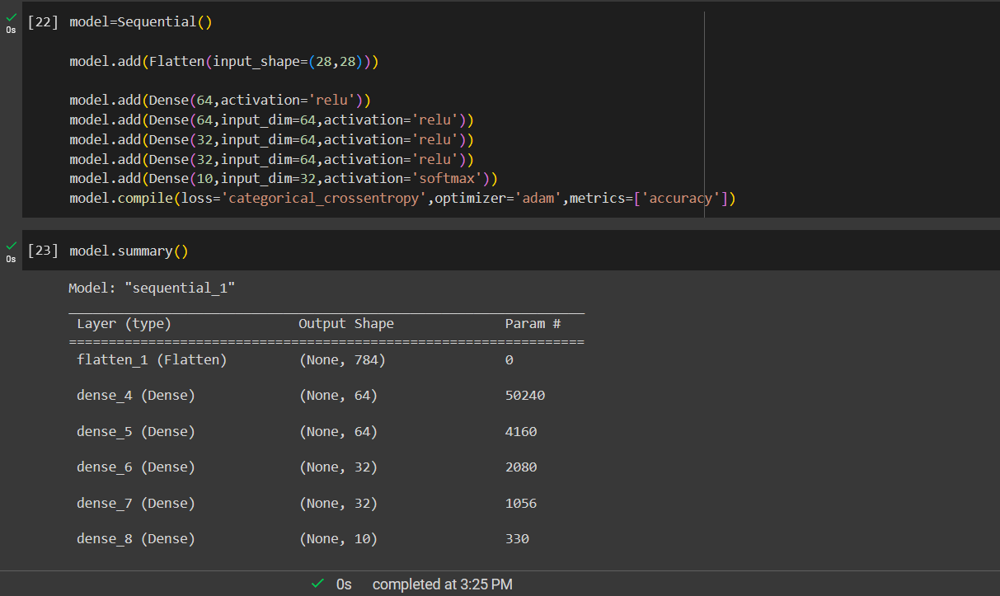 [22] model=Sequential()
0s
model.add(Flatten(input_shape=(28,28)))
model.add(Dense(64,activation='relu'))
model.add(Dense(64,input_dim=64,activation='relu'))
model.add(Dense(32,input_dim=64,activation='relu'))
model.add(Dense(32,input_dim=64,activation='relu'))
model.add(Dense(10,input_dim=32,activation='softmax'))
model.compile(loss='categorical_crossentropy',optimizer='adam',metrics=['accuracy'])
[23] model.summary()
0s
Model: "sequential_1"
Layer (type) Output Shape Param #
=================================================================
flatten_1 (Flatten) (None, 784) 0
dense_4 (Dense) (None, 64) 50240
dense_5 (Dense) (None, 64) 4160
dense_6 (Dense) (None, 32) 2080
dense_7 (Dense) (None, 32) 1056
dense_8 (Dense) (None, 10) 330
0s completed at 3:25 PM